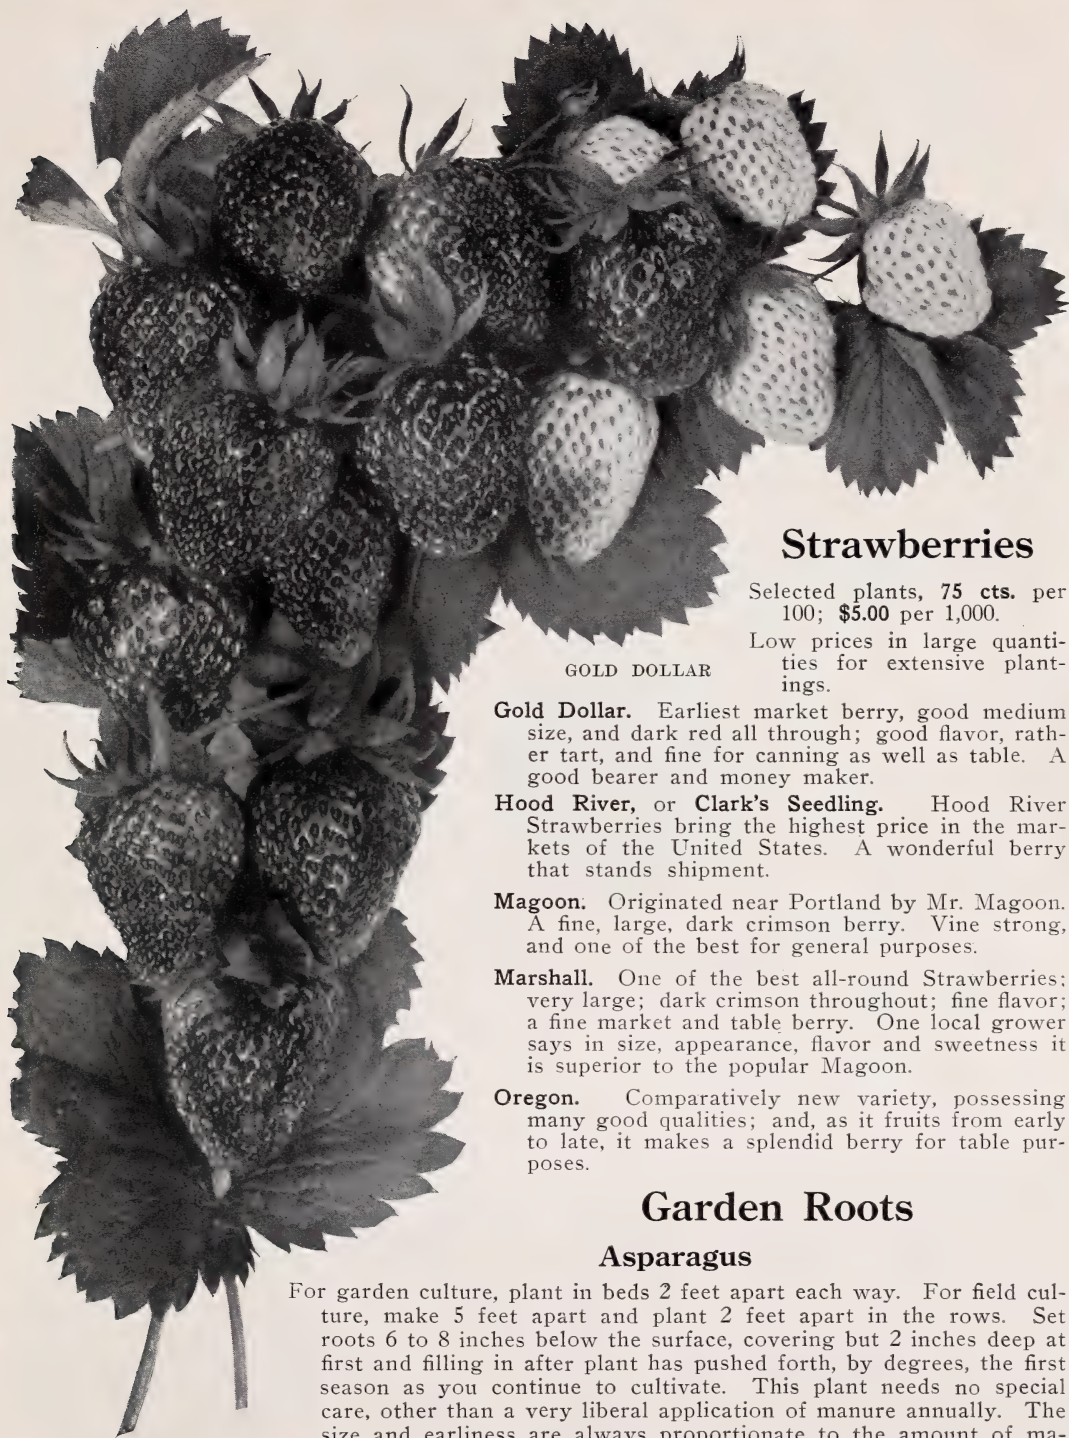 Strawberries
Selected plants, 75 cts. per
100; $5.00 per 1,000.
Low prices in large quanti-
ties for extensive plant-
ings.
GOLD DOLLAR
Gold Dollar. Earliest market berry, good medium
size, and dark red all through; good flavor, rath-
er tart, and fine for canning as well as table. A
good bearer and money maker.
Hood River, or Clark's Seedling. Hood River
Strawberries bring the highest price in the mar-
kets of the United States. A wonderful berry
that stands shipment.
Magoon. Originated near Portland by Mr. Magoon.
A fine, large, dark crimson berry. Vine strong,
and one of the best for general purposes.
Marshall. One of the best all-round Strawberries;
very large; dark crimson throughout; fine flavor;
a fine market and table berry. One local grower
says in size, appearance, flavor and sweetness it
is superior to the popular Magoon.
Oregon. Comparatively new variety, possessing
many good qualities; and, as it fruits from early
to late, it makes a splendid berry for table pur-
poses.
Garden Roots
Asparagus
For garden culture, plant in beds 2 feet apart each way. For field cul-
ture, make 5 feet apart and plant 2 feet apart in the rows. Set
roots 6 to 8 inches below the surface, covering but 2 inches deep at
first and filling in after plant has pushed forth, by degrees, the first
season as you continue to cultivate. This plant needs no special
care, other than a very liberal application of manure annually. The
size and earliness are always proportionate to the amount of ma-